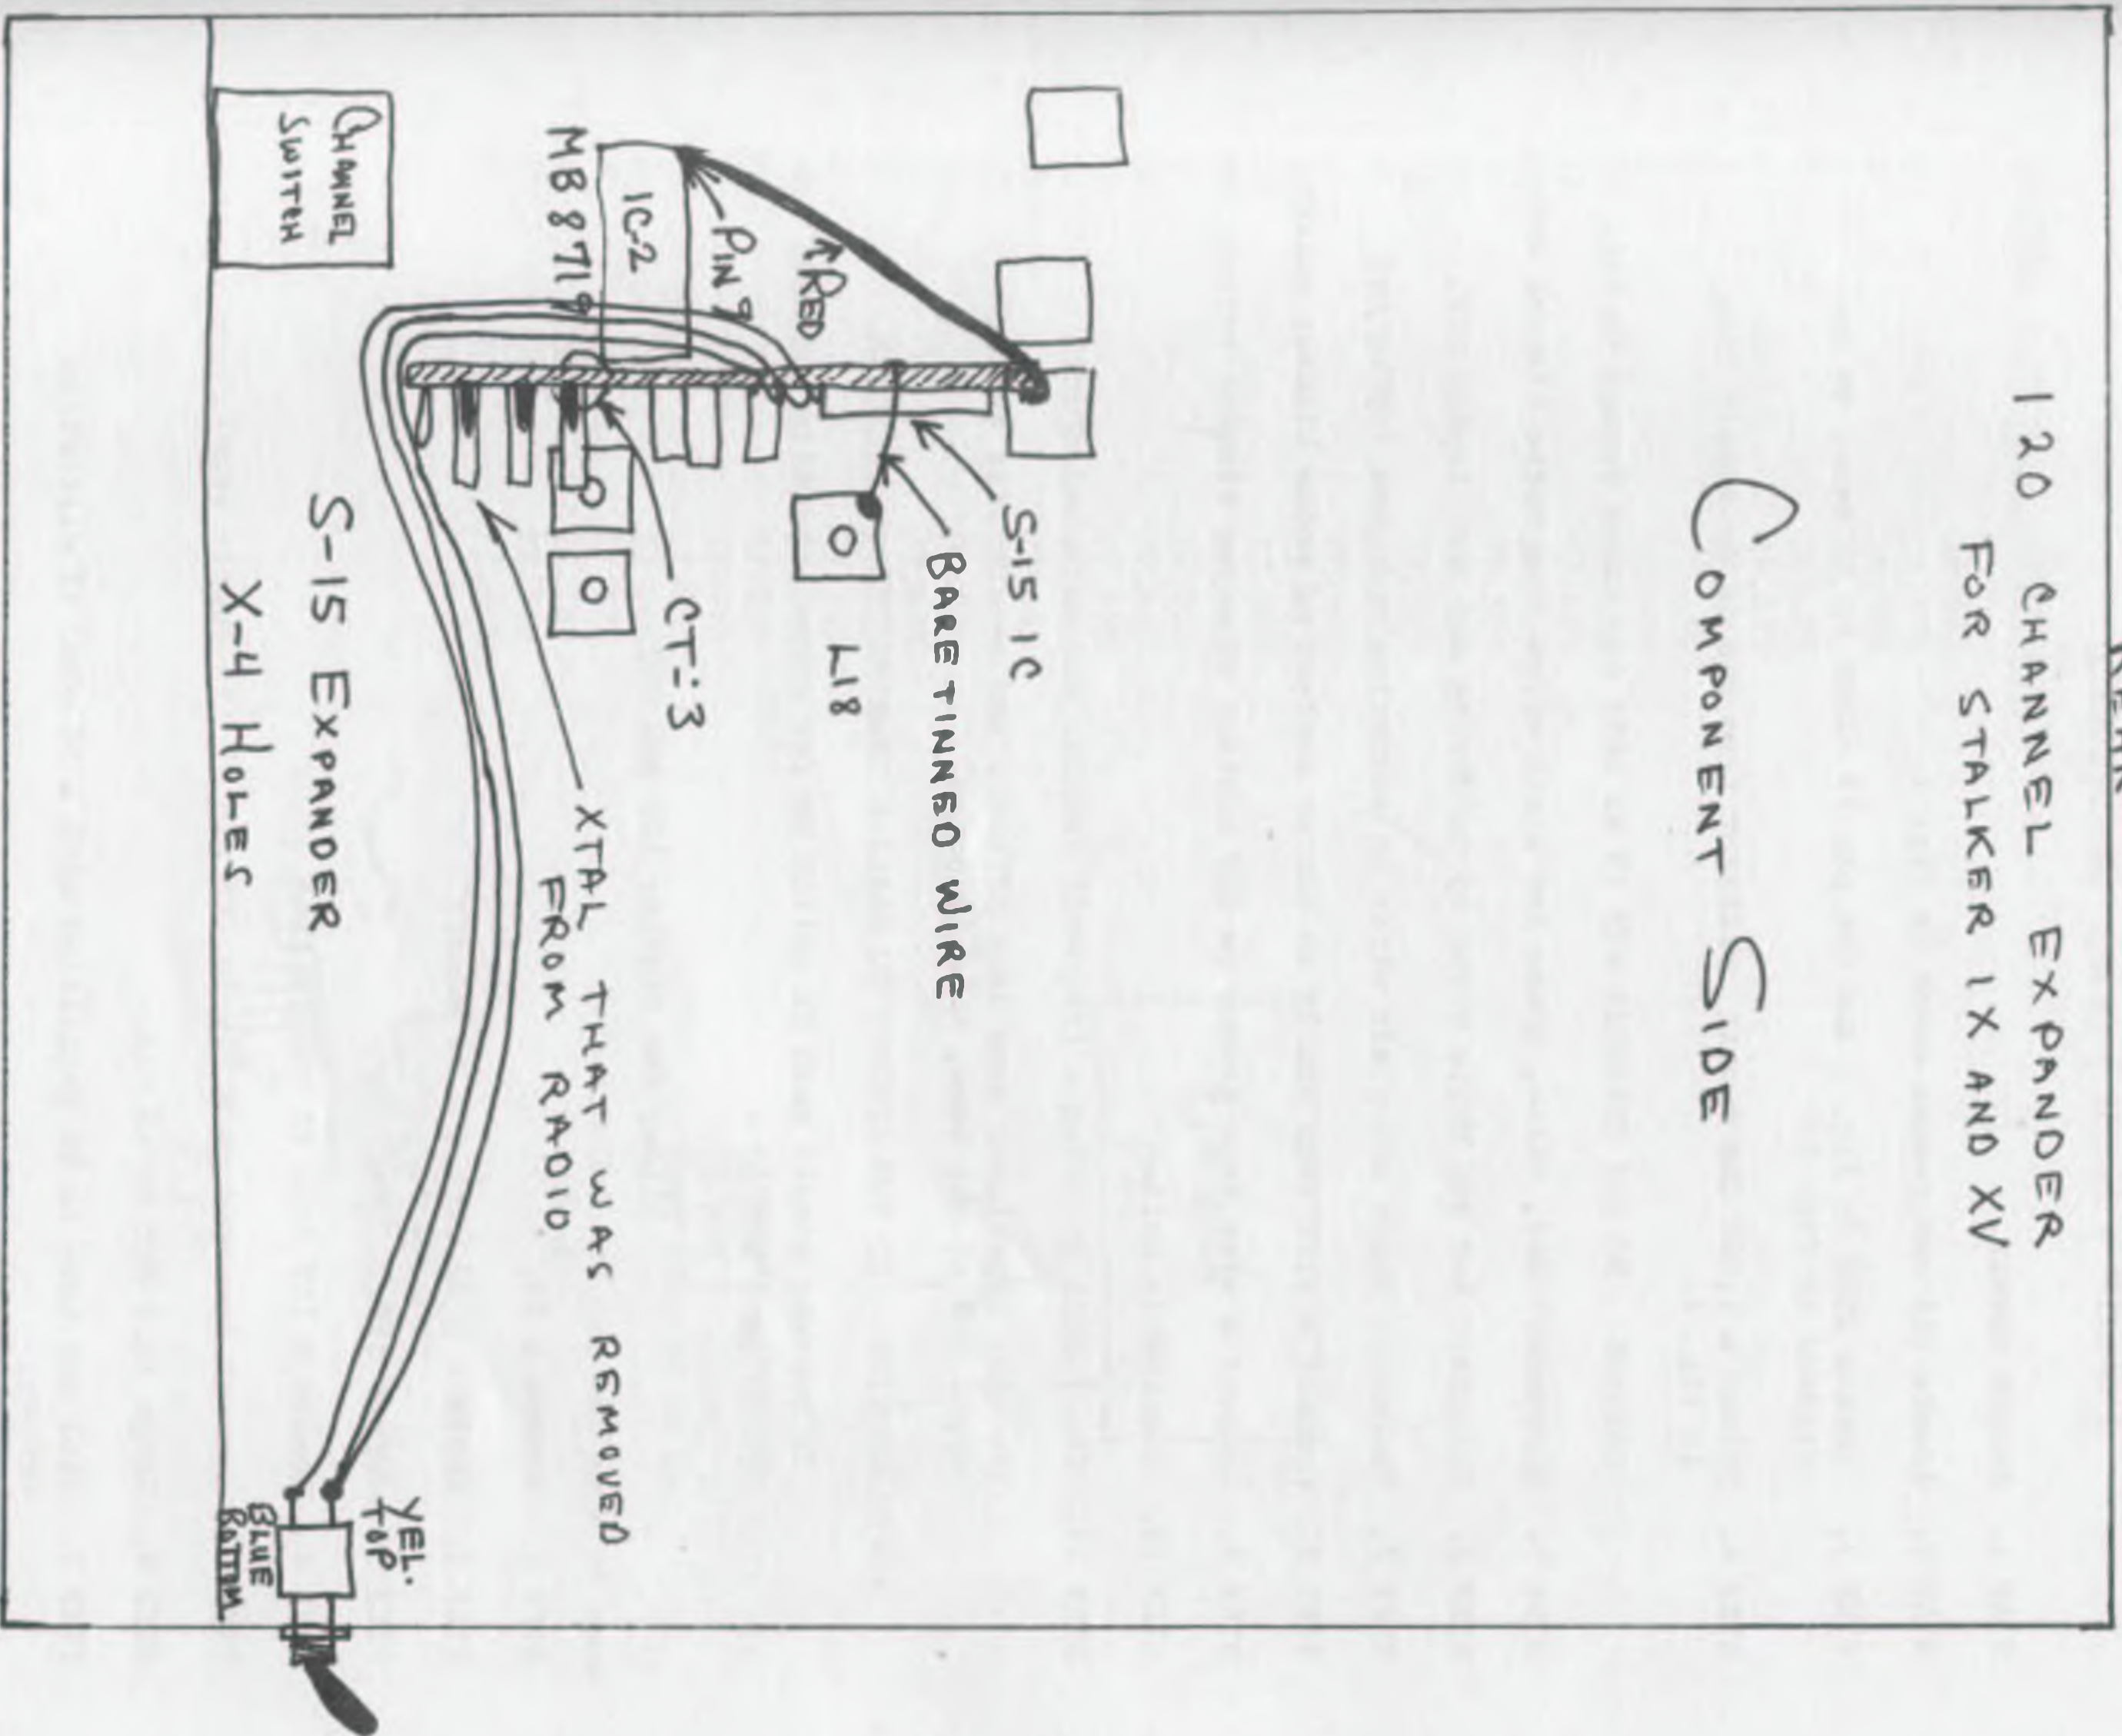 REAR
120 CHANNEL EXPANDER
FOR STALKER IX AND XV
COMPONENT SIDE
S-15 IC
BARE TINNED WIRE
L18
↑RED
PIN 9
IC-2
MB8719
CT-3
XTAL THAT WAS REMOVED
FROM RADIO
CHANNEL
SWITCH
S-15 EXPANDER
X-4 HOLES
YEL.
TOP
BLUE
BOTTOM